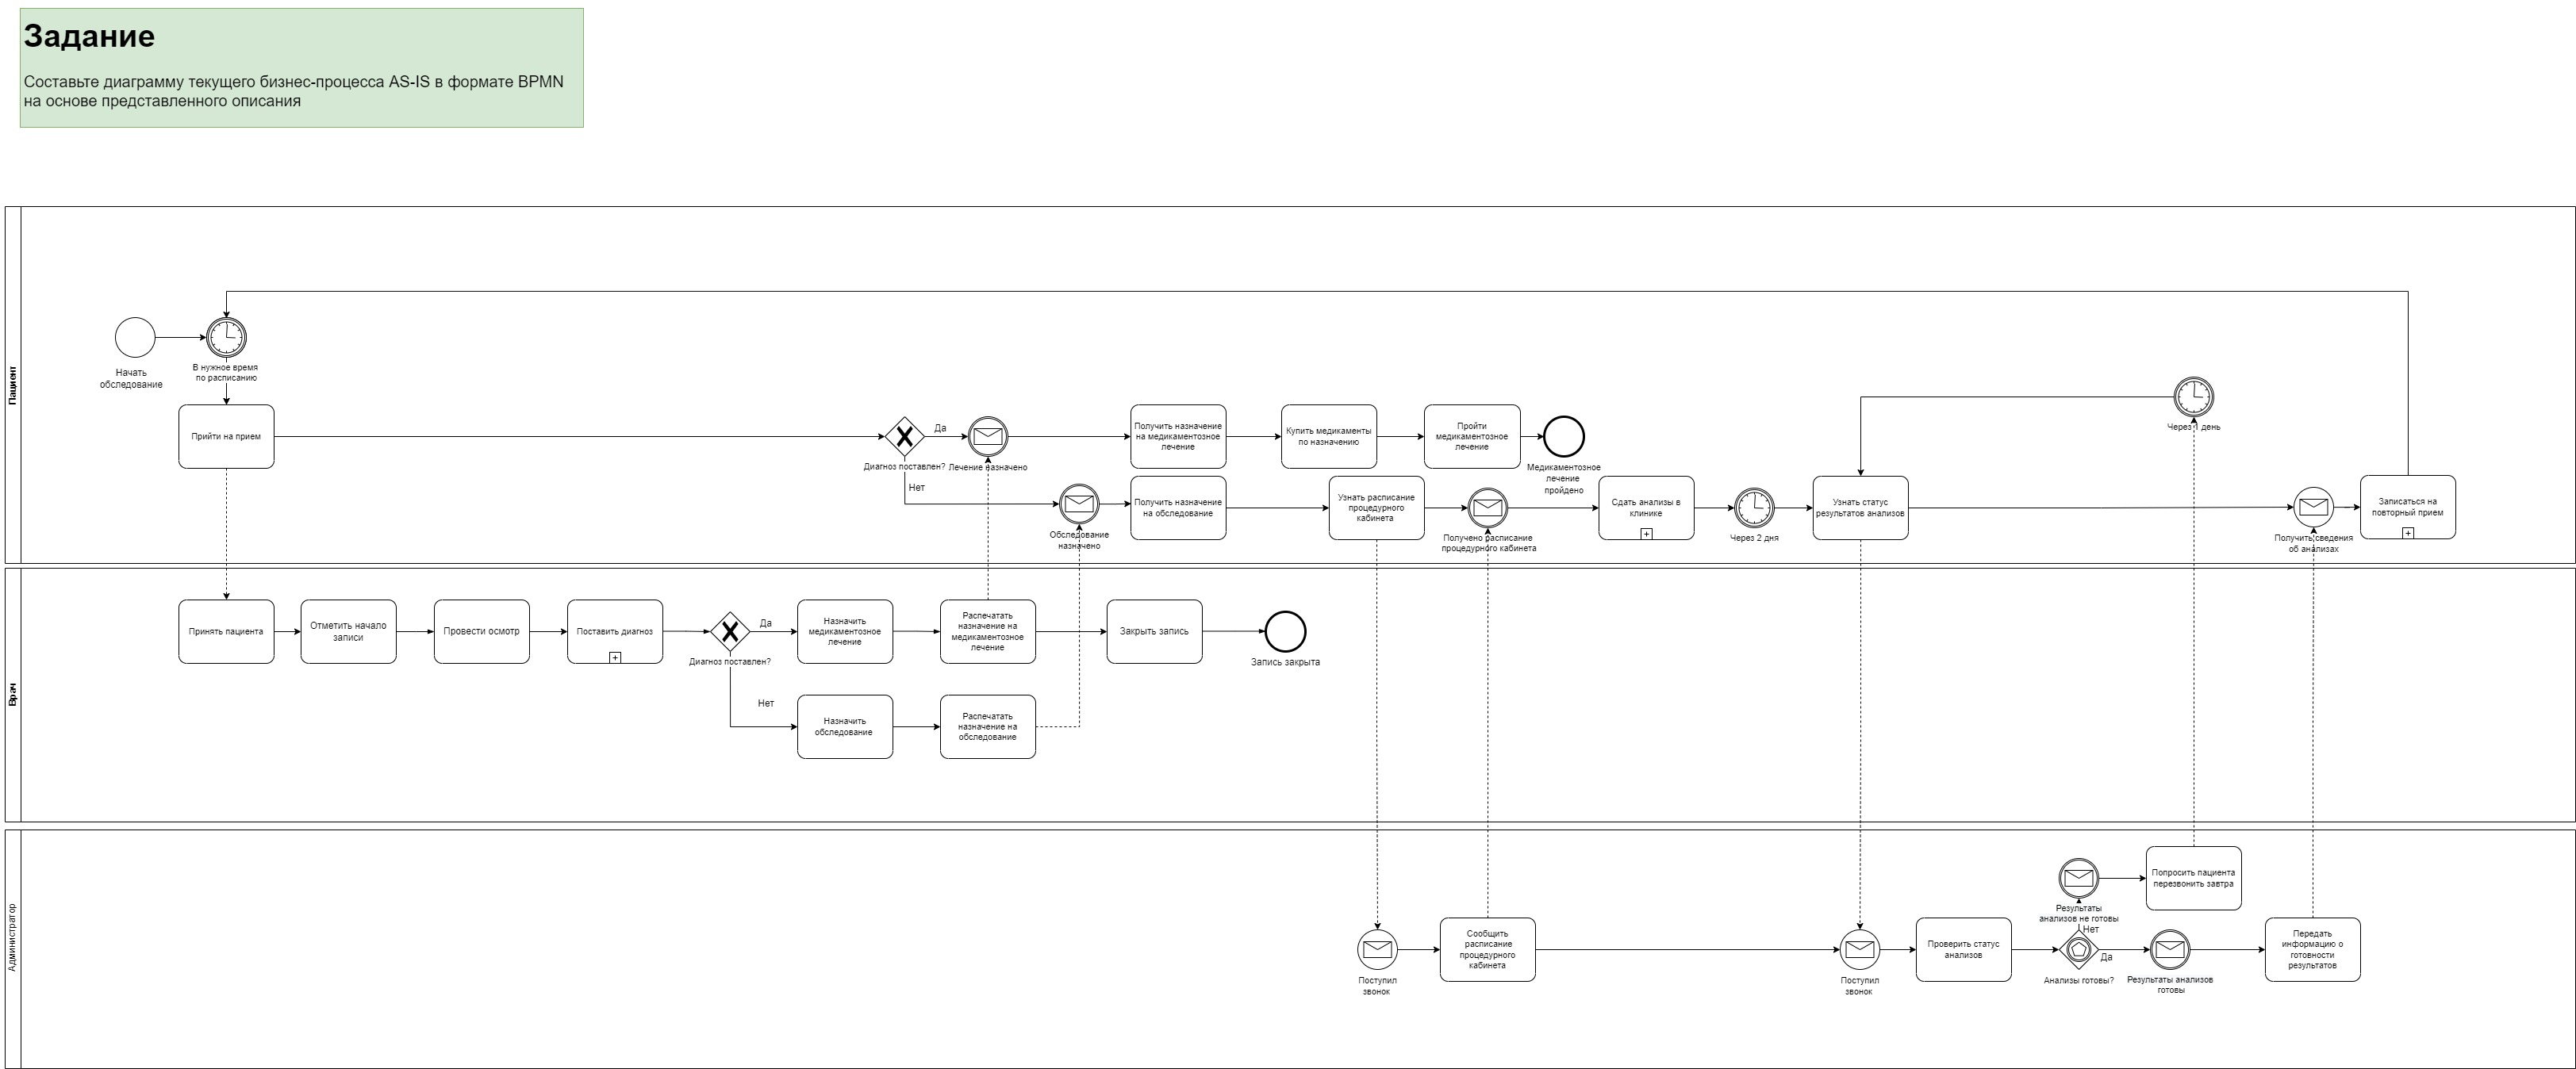 Задание
Составьте диаграмму текущего бизнес-процесса AS-IS в формате BPMN
на основе представленного описания
Пациент
Начать
обследование
В нужное время
по расписанию
Прийти на прием
Диагноз поставлен?
Да
Нет
Лечение назначено
Обследование
назначено
Получить назначение
на медикаментозное
лечение
Купить медикаменты
по назначению
Пройти
медикаментозное
лечение
Медикаментозное
лечение
пройдено
Получить назначение
на обследование
Узнать расписание
процедурного
кабинета
Получено расписание
процедурного кабинета
Сдать анализы в
клинике
Через 2 дня
Узнать статус
результатов анализов
Через 1 день
Получить сведения
об анализах
Записаться на
повторный прием
Врач
Принять пациента
Отметить начало
записи
Провести осмотр
Поставить диагноз
Диагноз поставлен?
Да
Нет
Назначить
медикаментозное
лечение
Распечатать
назначение на
медикаментозное
лечение
Закрыть запись
Запись закрыта
Назначить
обследование
Распечатать
назначение на
обследование
Администратор
Поступил
звонок
Сообщить
расписание
процедурного
кабинета
Поступил
звонок
Проверить статус
анализов
Анализы готовы?
Нет
Да
Результаты
анализов не готовы
Попросить пациента
перезвонить завтра
Результаты анализов
готовы
Передать
информацию о
готовности
результатов